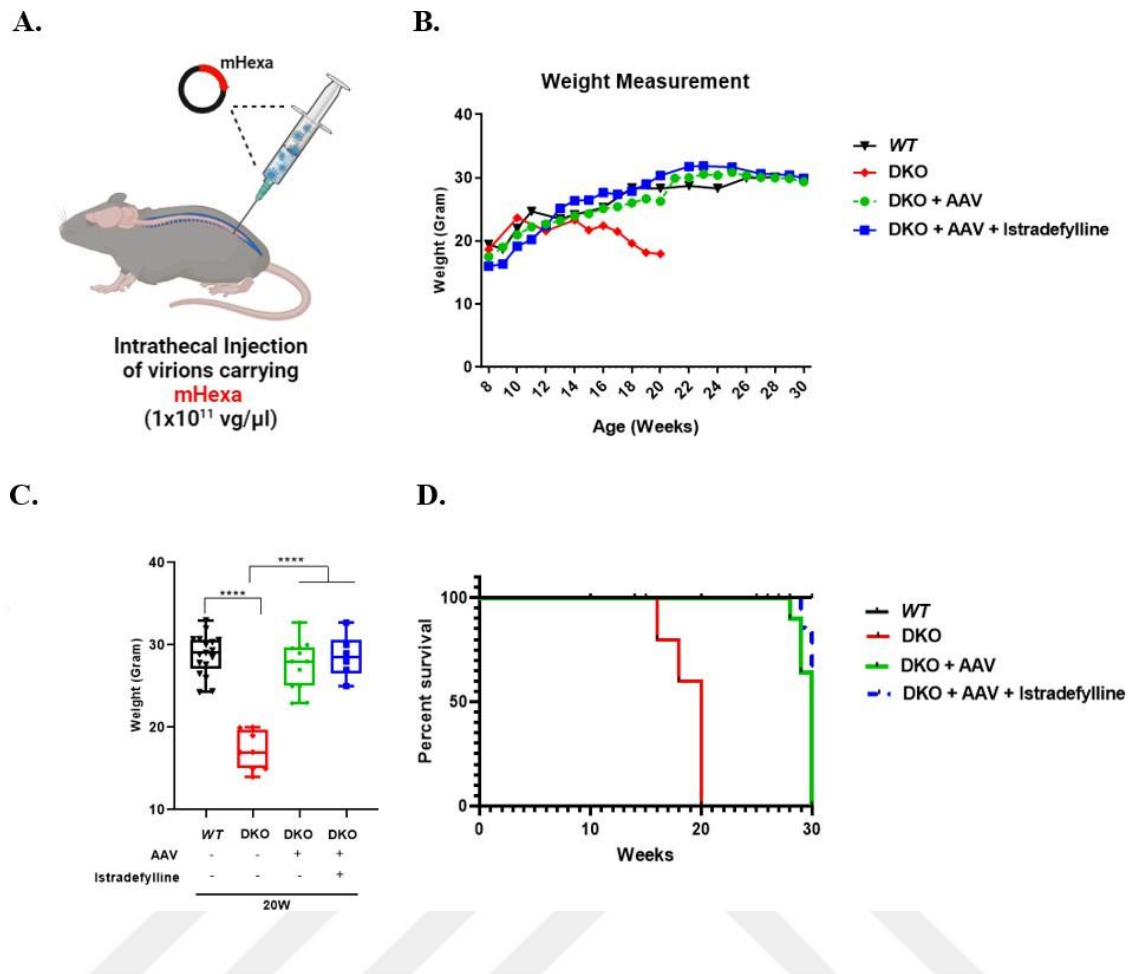 A.
mHexa
Intrathecal Injection
of virions carrying
mHexa
(1x10¹¹ vg/µl)
B.
Weight Measurement
40
30
20
10
0
Weight (Gram)
8 10 12 14 16 18 20 22 24 26 28 30
Age (Weeks)
WT
DKO
DKO + AAV
DKO + AAV + Istradefylline
C.
40
30
20
10
Weight (Gram)
****
****
WT DKO DKO DKO
AAV - - + +
Istradefylline - - - +
20W
D.
100
50
0
Percent survival
0 10 20 30
Weeks
WT
DKO
DKO + AAV
DKO + AAV + Istradefylline